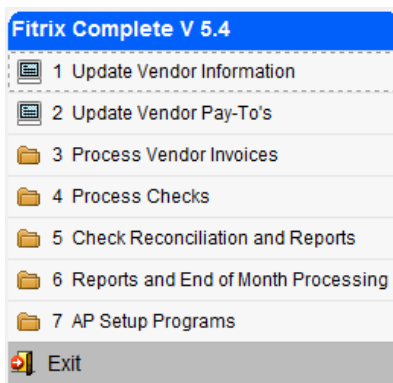 Fitrix Complete V 5.4
1 Update Vendor Information
2 Update Vendor Pay-To's
3 Process Vendor Invoices
4 Process Checks
5 Check Reconciliation and Reports
6 Reports and End of Month Processing
7 AP Setup Programs
Exit